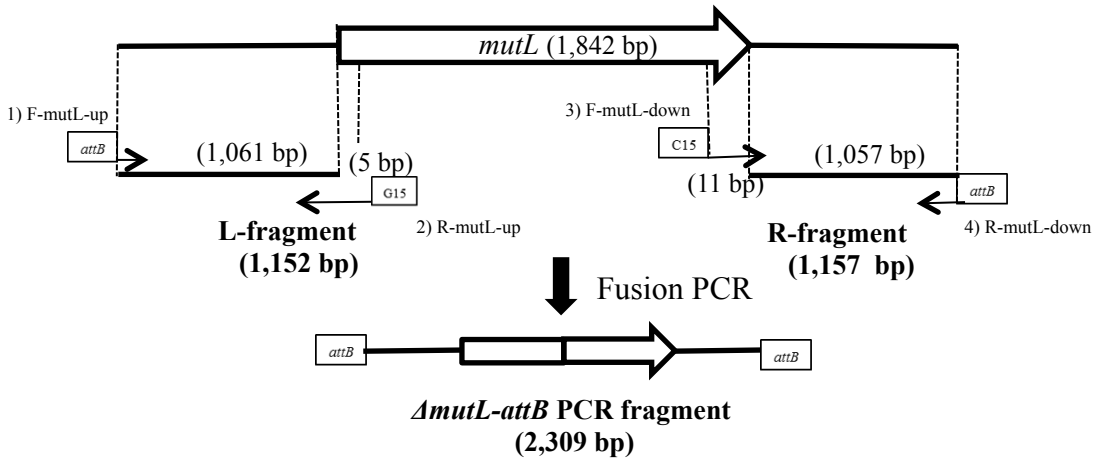 mutL (1,842 bp)
1) F-mutL-up
attB
(1,061 bp)
(5 bp)
G15
2) R-mutL-up
L-fragment
(1,152 bp)
3) F-mutL-down
C15
(11 bp)
(1,057 bp)
attB
4) R-mutL-down
R-fragment
(1,157 bp)
Fusion PCR
attB
attB
ΔmutL-attB PCR fragment
(2,309 bp)